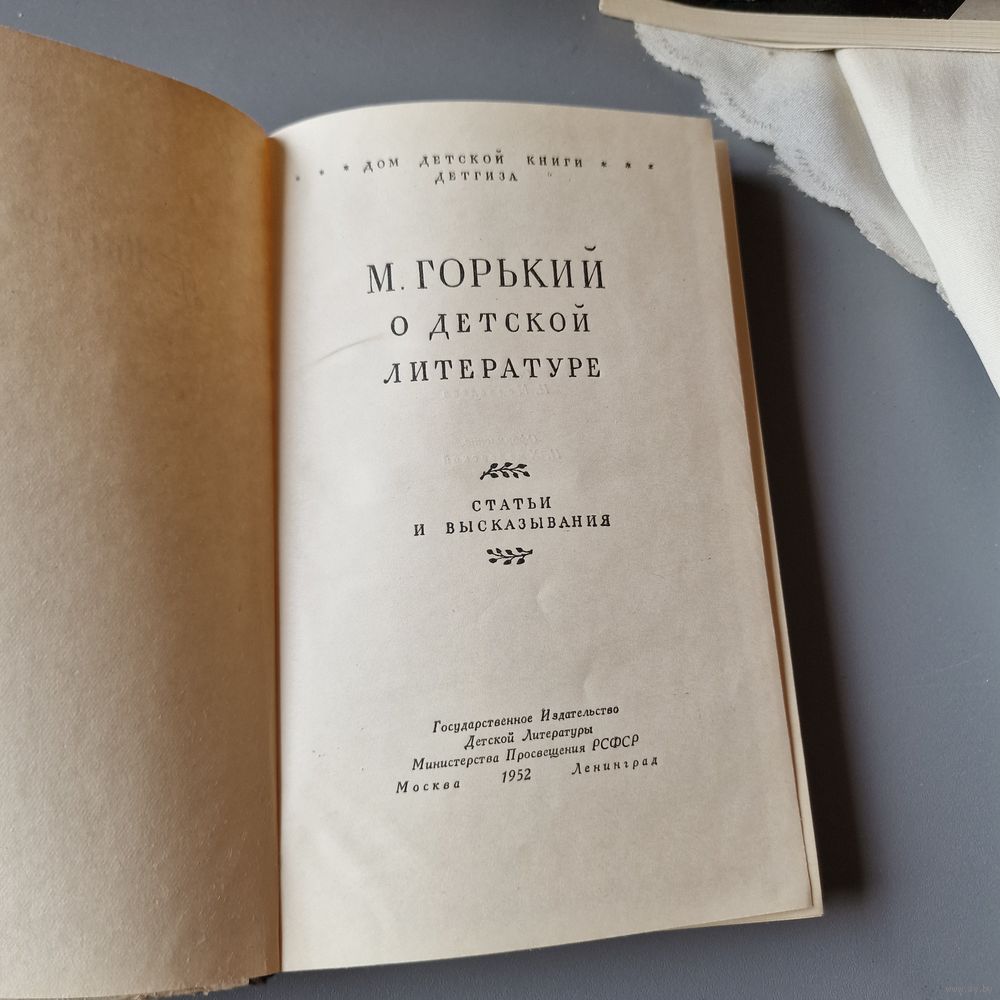 * * * ДОМ ДЕТСКОЙ КНИГИ * * *
ДЕТГИЗА
М. ГОРЬКИЙ
О ДЕТСКОЙ
ЛИТЕРАТУРЕ
СТАТЬИ
И ВЫСКАЗЫВАНИЯ
Государственное Издательство
Детской Литературы
Министерства Просвещения РСФСР
Москва 1952 Ленинград